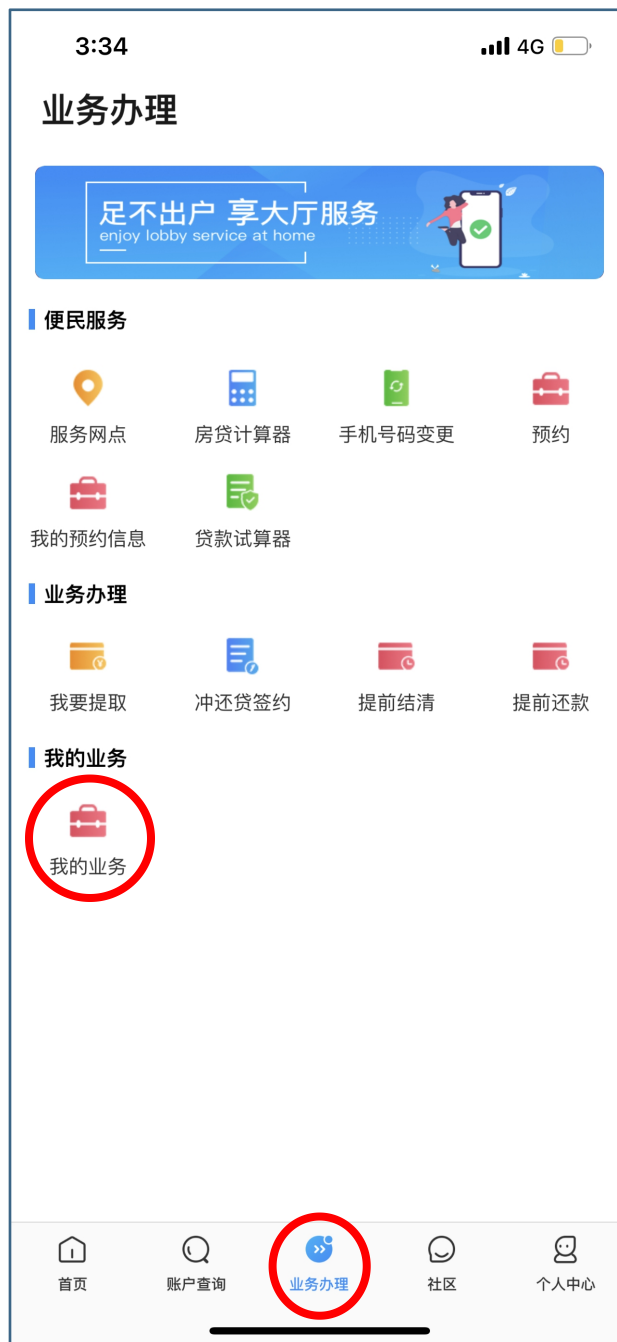 3:34
4G
业务办理
足不出户 享大厅服务
enjoy lobby service at home
便民服务
服务网点 房贷计算器 手机号码变更 预约
我的预约信息 贷款试算器
业务办理
我要提取 冲还贷签约 提前结清 提前还款
我的业务
我的业务
首页 账户查询 业务办理 社区 个人中心